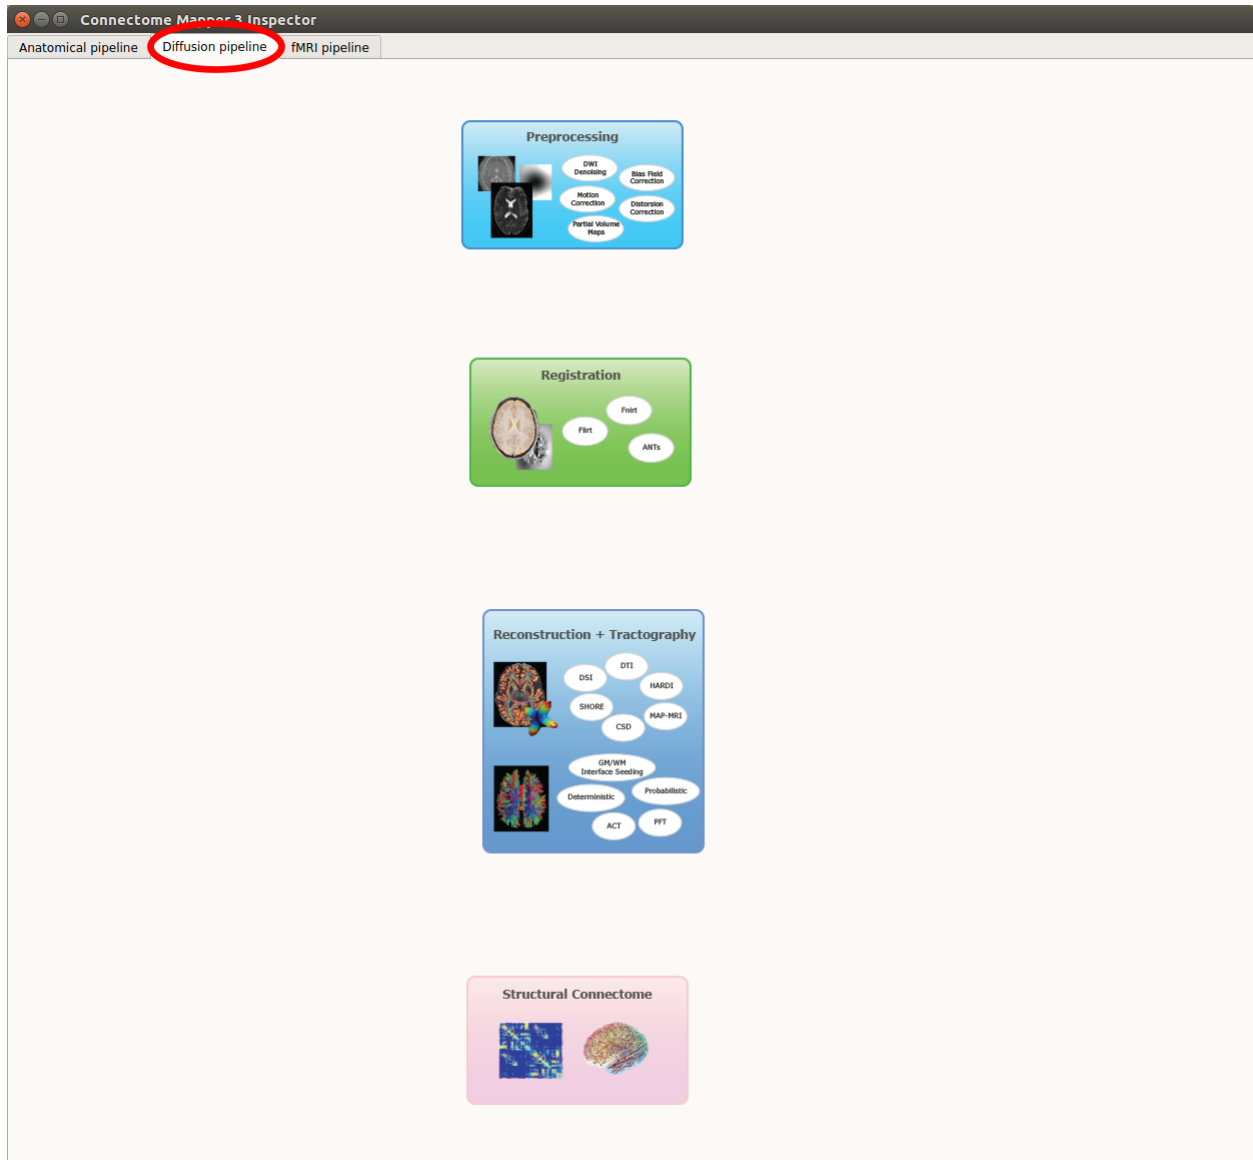 Connectome Mapper 3 Inspector
Anatomical pipeline
Diffusion pipeline
fMRI pipeline
Preprocessing
DWI
Denoising
Bias Field
Correction
Motion
Correction
Distorsion
Correction
Partial Volume
Maps
Registration
Fnirt
Flirt
ANTs
Reconstruction + Tractography
DTI
DSI
HARDI
SHORE
MAP-MRI
CSD
GM/WM
Interface Seeding
Probabilistic
Deterministic
PFT
ACT
Structural Connectome